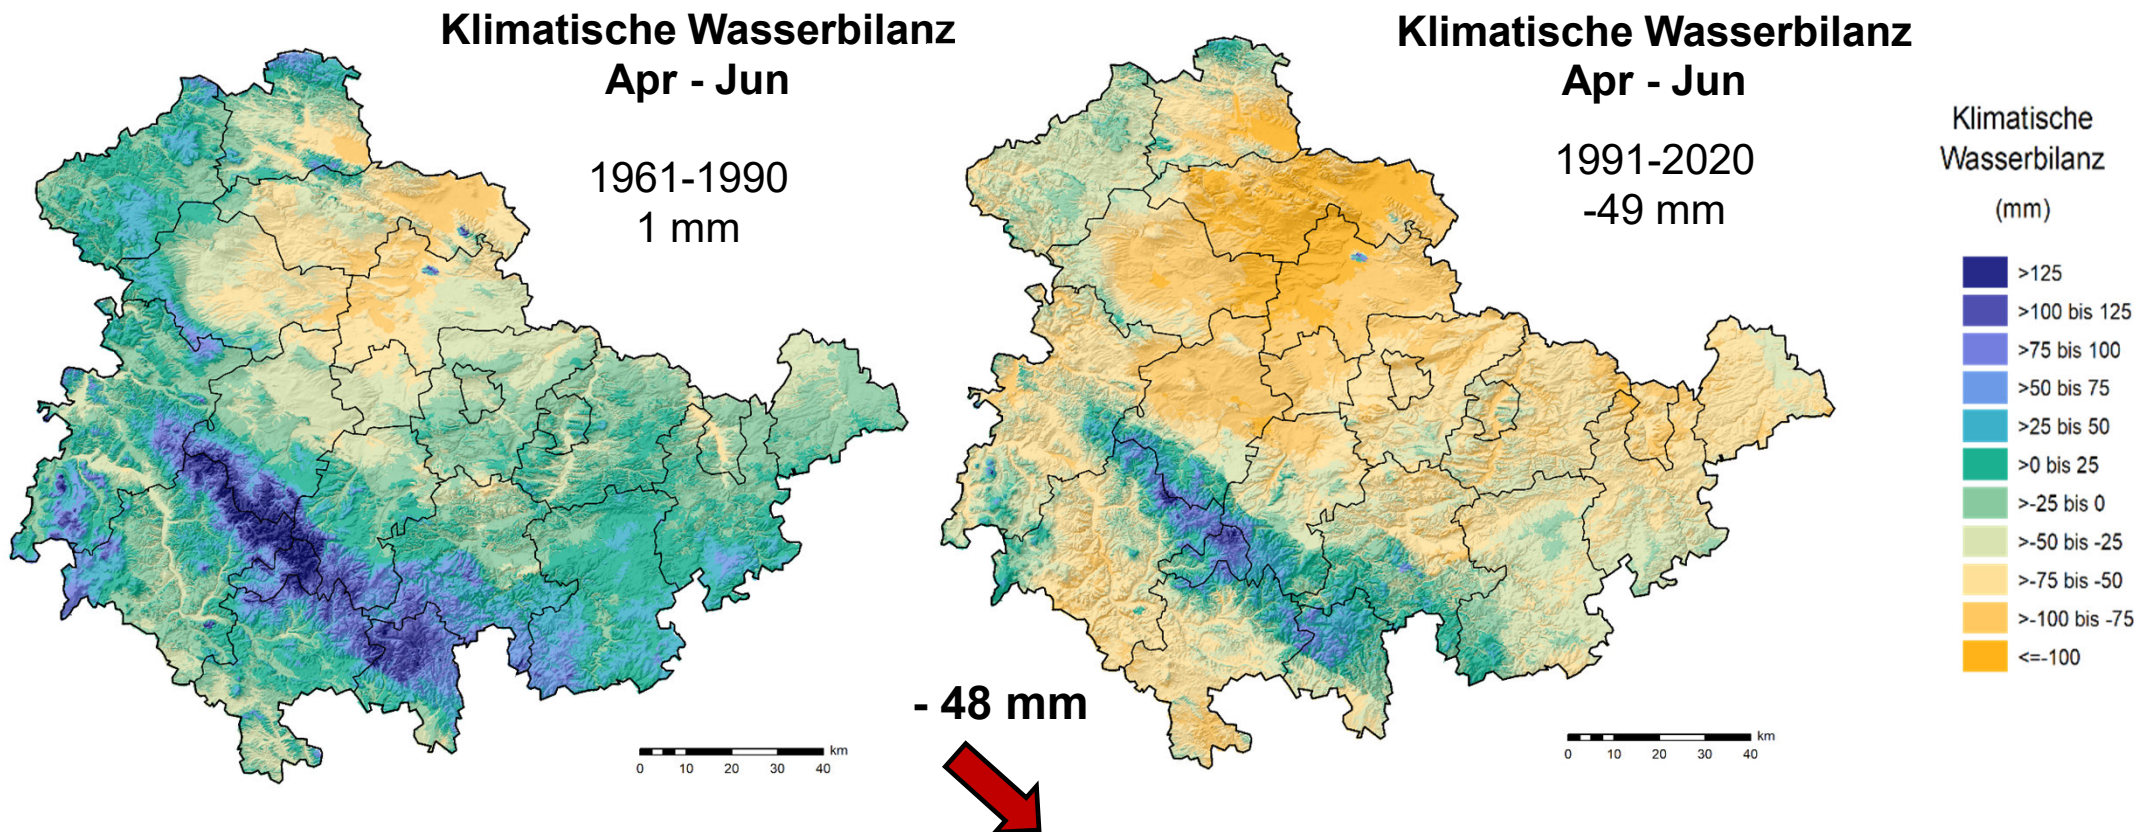 Klimatische Wasserbilanz
Apr - Jun
1961-1990
1 mm
Klimatische Wasserbilanz
Apr - Jun
1991-2020
-49 mm
Klimatische
Wasserbilanz
(mm)
>125
>100 bis 125
>75 bis 100
>50 bis 75
>25 bis 50
>0 bis 25
>-25 bis 0
>-50 bis -25
>-75 bis -50
>-100 bis -75
<=-100
- 48 mm
km
0 10 20 30 40
km
0 10 20 30 40